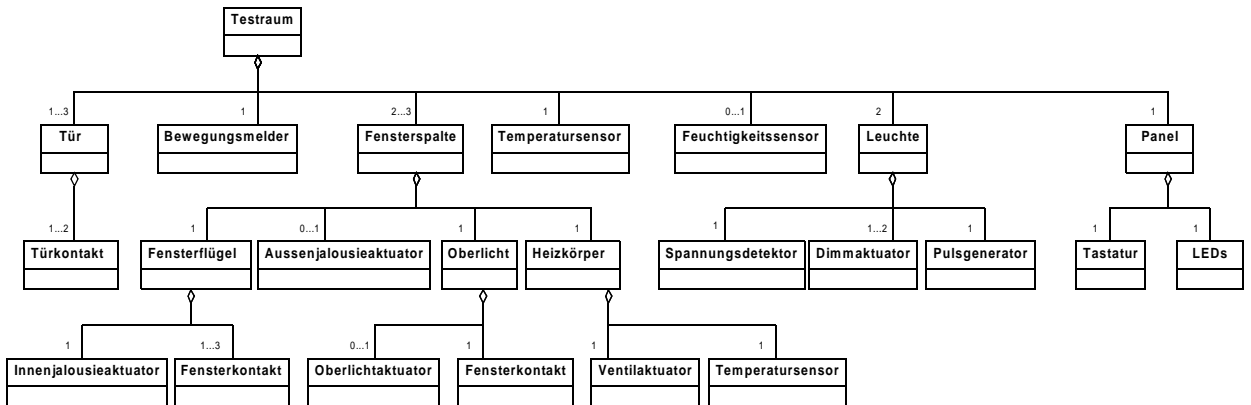 Testraum
1...3 1 2...3 1 0...1 2 1
Tür Bewegungsmelder Fensterspalte Temperatursensor Feuchtigkeitssensor Leuchte Panel
1...2 1 0...1 1 1 1 1...2 1 1 1
Türkontakt Fensterflügel Aussenjalousieaktuator Oberlicht Heizkörper Spannungsdetektor Dimmaktuator Pulsgenerator Tastatur LEDs
1 1...3 0...1 1 1 1
Innenjalousieaktuator Fensterkontakt Oberlichtaktuator Fensterkontakt Ventilaktuator Temperatursensor